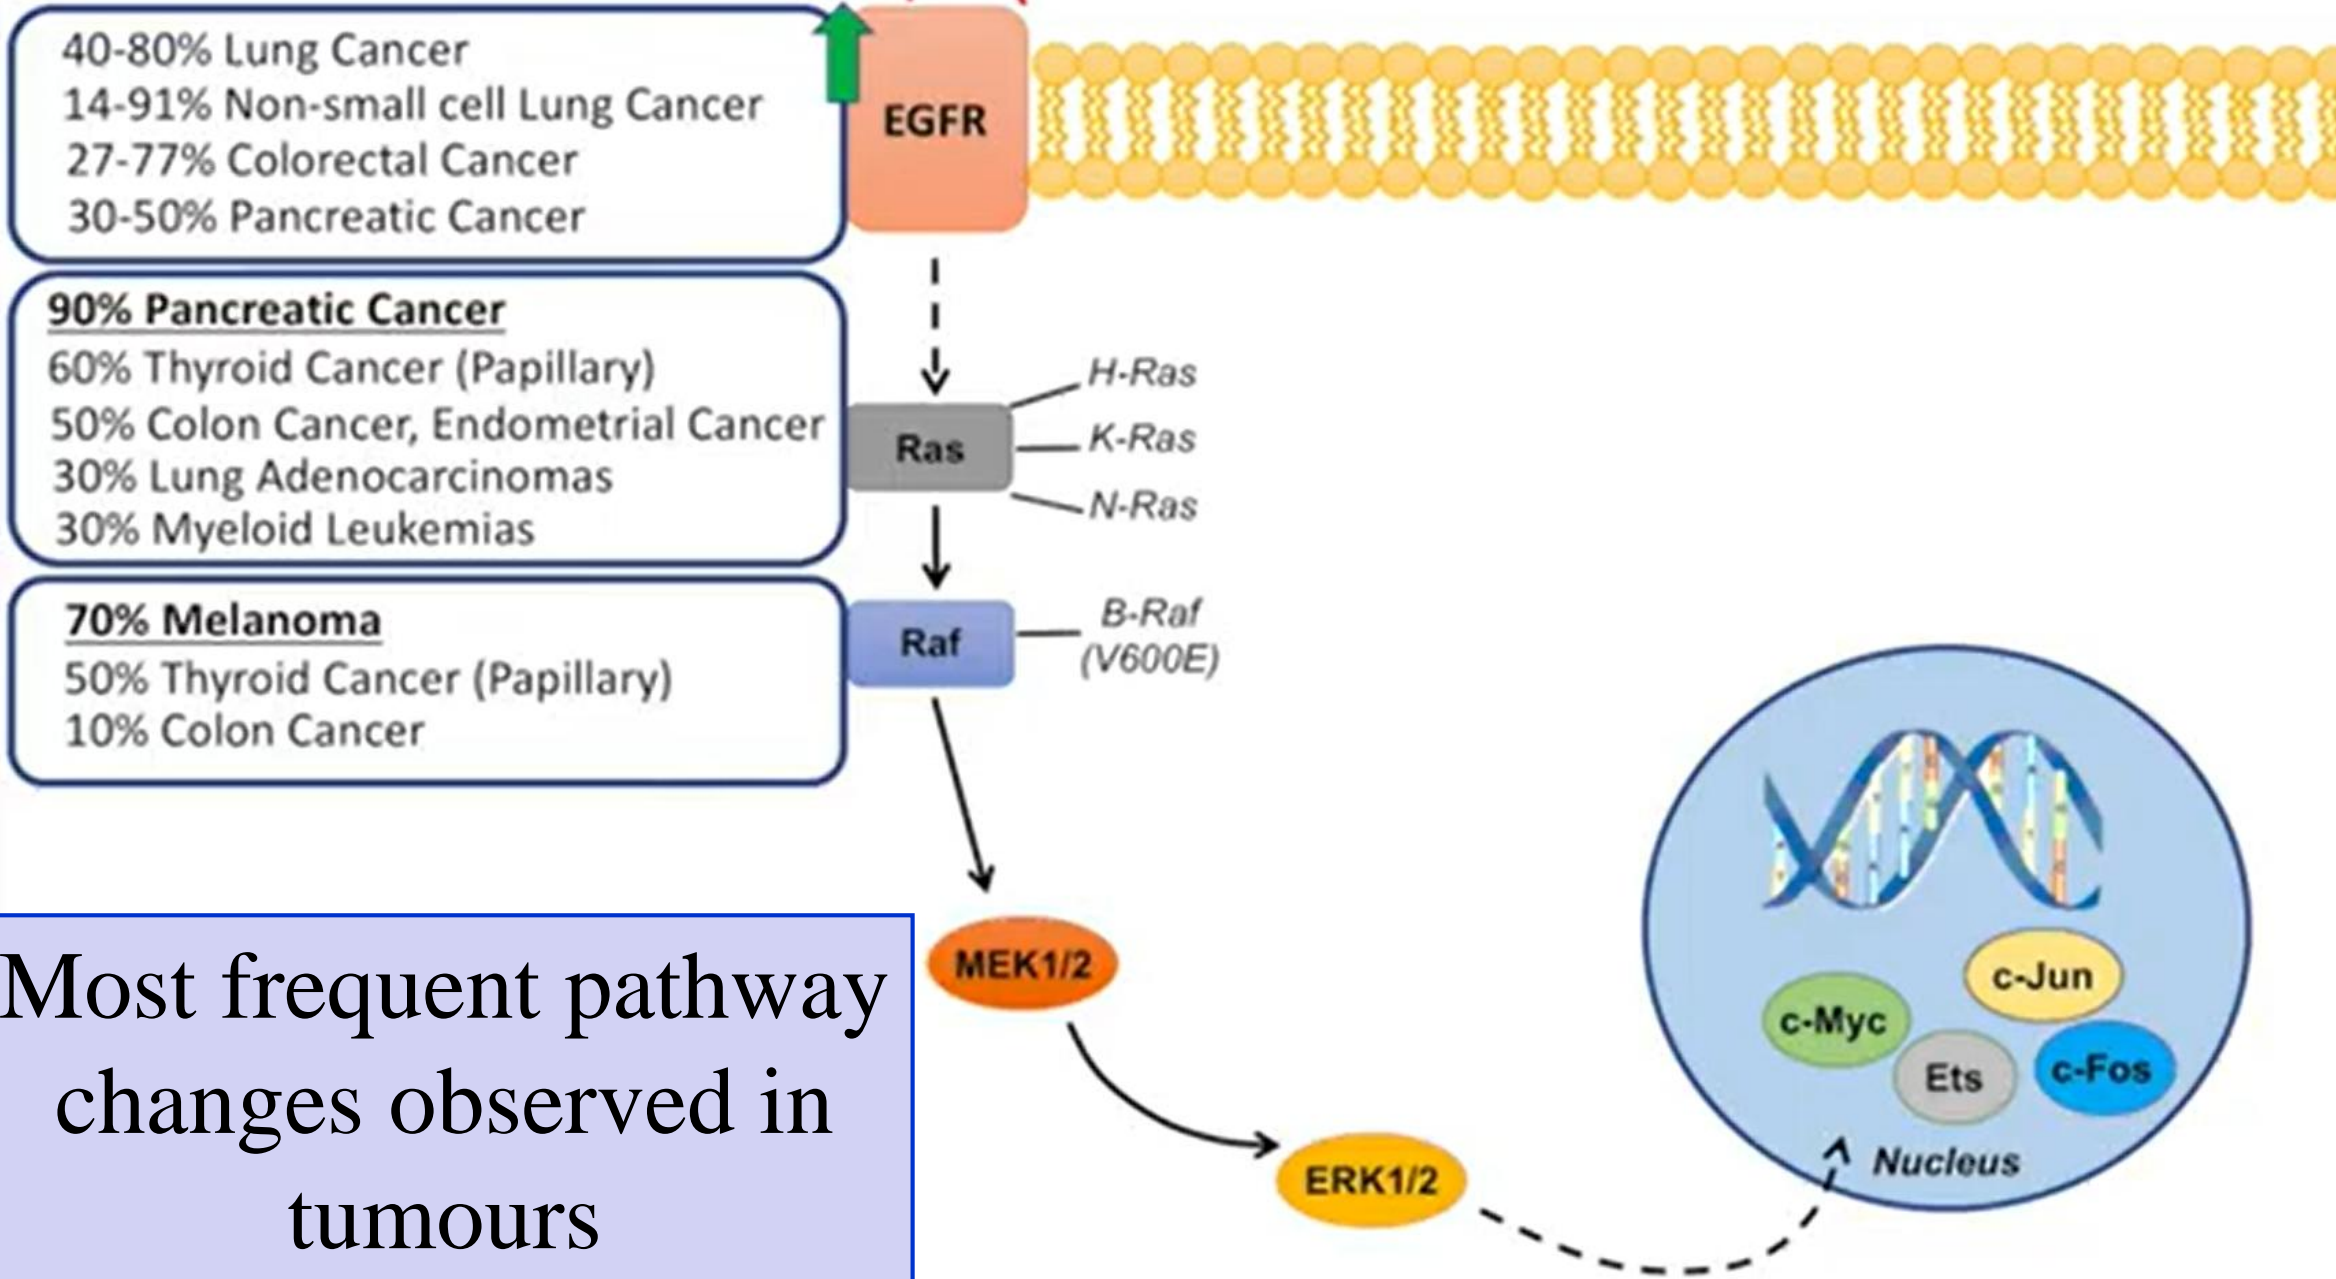 40-80% Lung Cancer
14-91% Non-small cell Lung Cancer
27-77% Colorectal Cancer
30-50% Pancreatic Cancer
EGFR
90% Pancreatic Cancer
60% Thyroid Cancer (Papillary)
50% Colon Cancer, Endometrial Cancer
30% Lung Adenocarcinomas
30% Myeloid Leukemias
Ras
H-Ras
K-Ras
N-Ras
70% Melanoma
50% Thyroid Cancer (Papillary)
10% Colon Cancer
Raf
B-Raf
(V600E)
MEK1/2
ERK1/2
c-Jun
c-Myc
Ets
c-Fos
Nucleus
Most frequent pathway
changes observed in
tumours